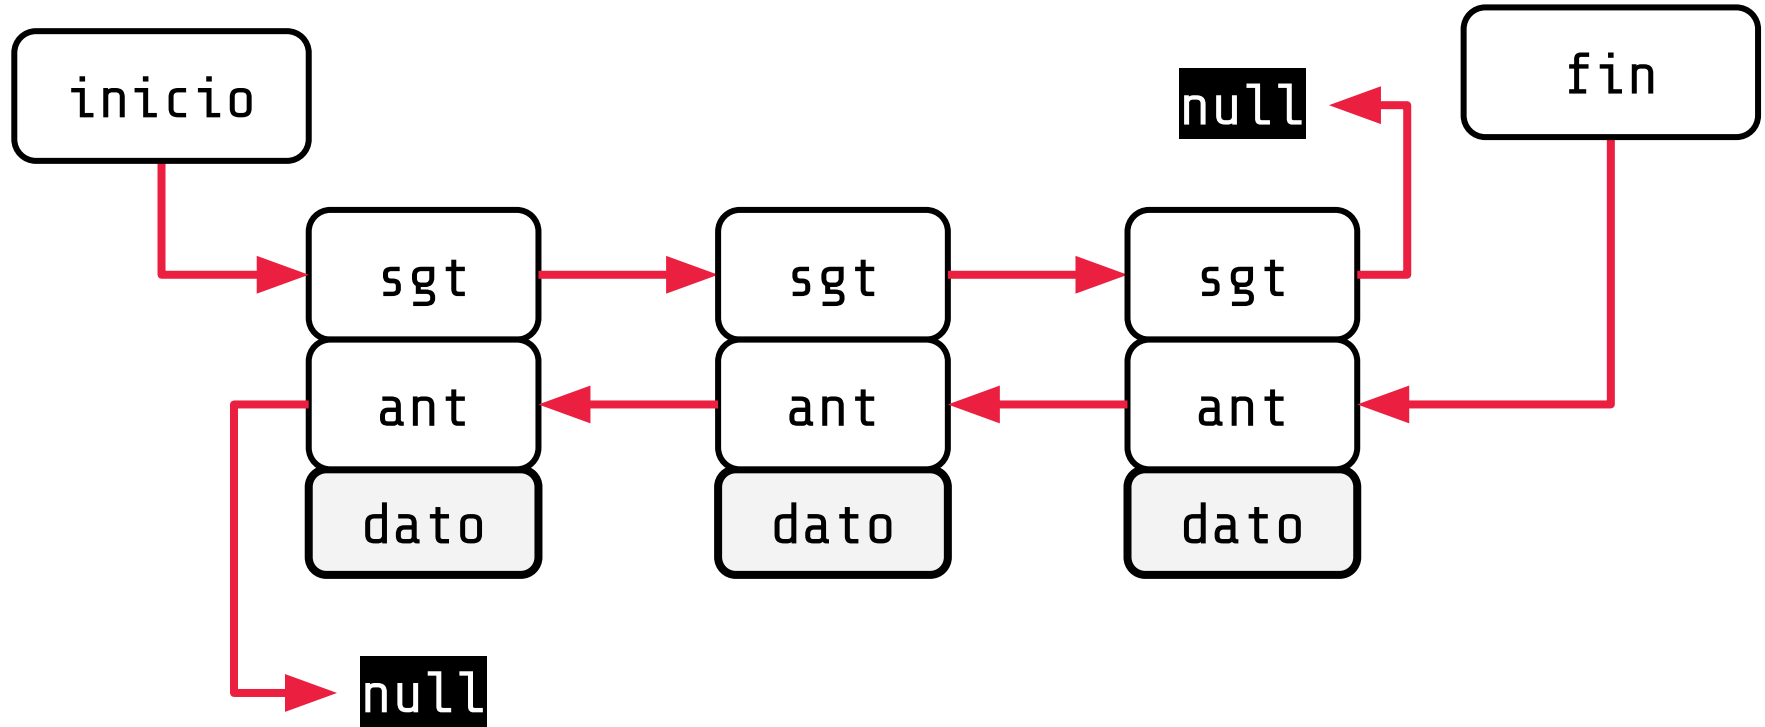 inicio
null
fin
sgt
sgt
sgt
ant
ant
ant
dato
dato
dato
null